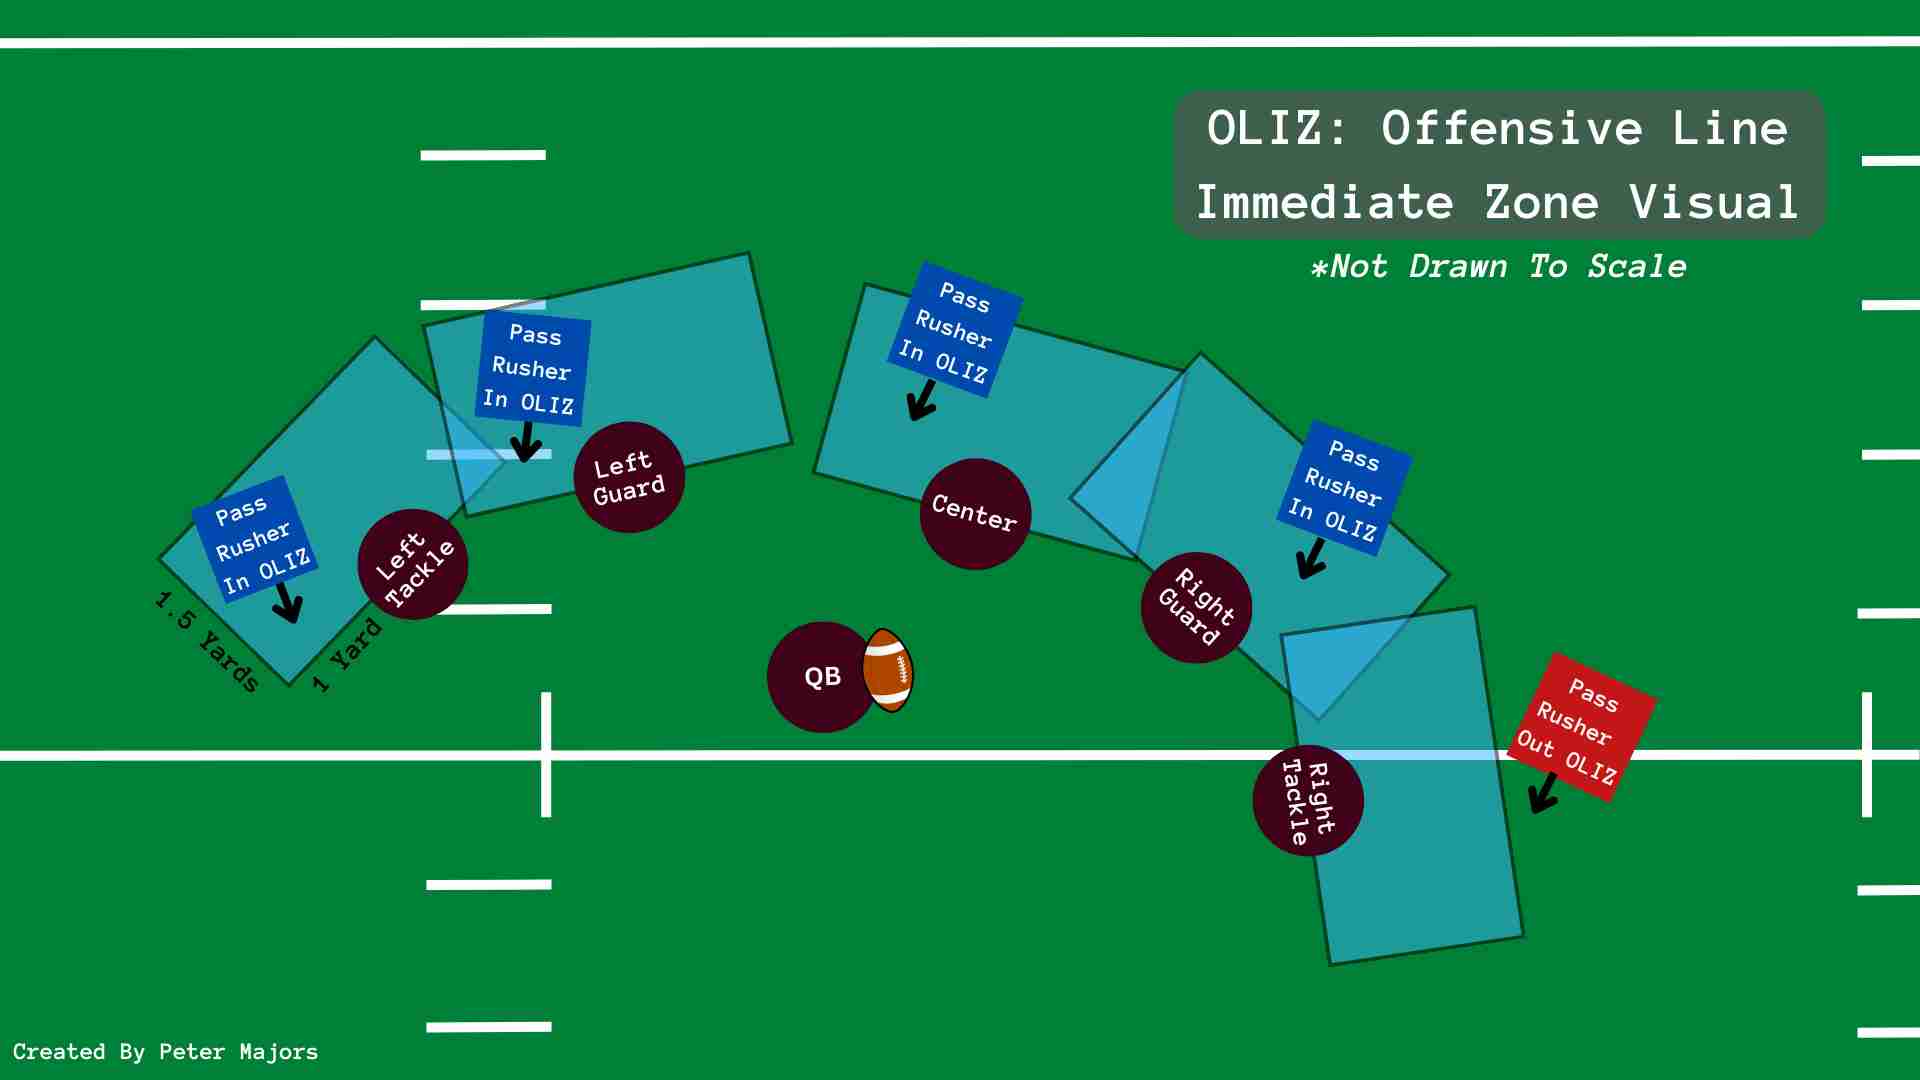 OLIZ: Offensive Line
Immediate Zone Visual
*Not Drawn To Scale
Pass
Rusher
In OLIZ
Pass
Rusher
In OLIZ
Pass
Rusher
In OLIZ
Pass
Rusher
In OLIZ
Pass
Rusher
Out OLIZ
Left
Tackle
Left
Guard
Center
Right
Guard
Right
Tackle
QB
1.5 Yards
1 Yard
Created By Peter Majors